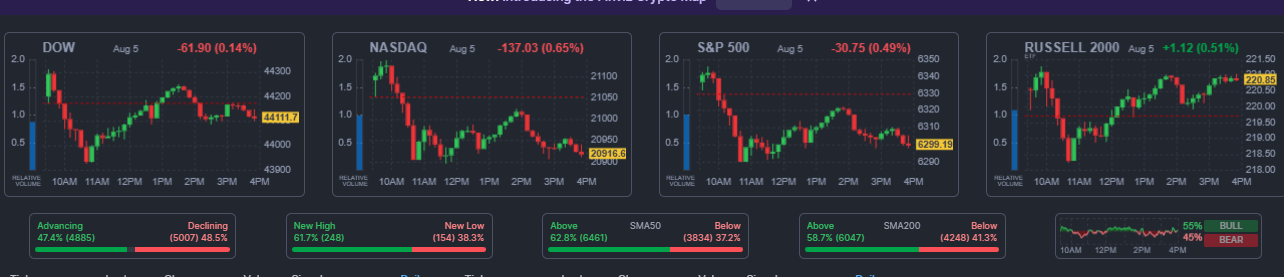 DOW Aug 5 -61.90 (0.14%)
2.0
1.5
1.0
0.5
44300
44200
44111.7
44000
43900
RELATIVE
VOLUME
10AM 11AM 12PM 1PM 2PM 3PM 4PM
NASDAQ Aug 5 -137.03 (0.65%)
2.0
1.5
1.0
0.5
21100
21050
21000
20950
20916.6
20900
RELATIVE
VOLUME
10AM 11AM 12PM 1PM 2PM 3PM 4PM
S&P 500 Aug 5 -30.75 (0.49%)
2.0
1.5
1.0
0.5
6350
6340
6330
6320
6310
6299.19
6290
RELATIVE
VOLUME
10AM 11AM 12PM 1PM 2PM 3PM 4PM
RUSSELL 2000 Aug 5 +1.12 (0.51%)
ETF
2.0
1.5
1.0
0.5
221.50
220.85
220.50
220.00
219.50
219.00
218.50
218.00
RELATIVE
VOLUME
10AM 11AM 12PM 1PM 2PM 3PM 4PM
Advancing Declining
47.4% (4885) (5007) 48.5%
New High New Low
61.7% (248) (154) 38.3%
Above SMA50 Below
62.8% (6461) (3834) 37.2%
Above SMA200 Below
58.7% (6047) (4248) 41.3%
55% BULL
45% BEAR
10AM 12PM 2PM 4PM